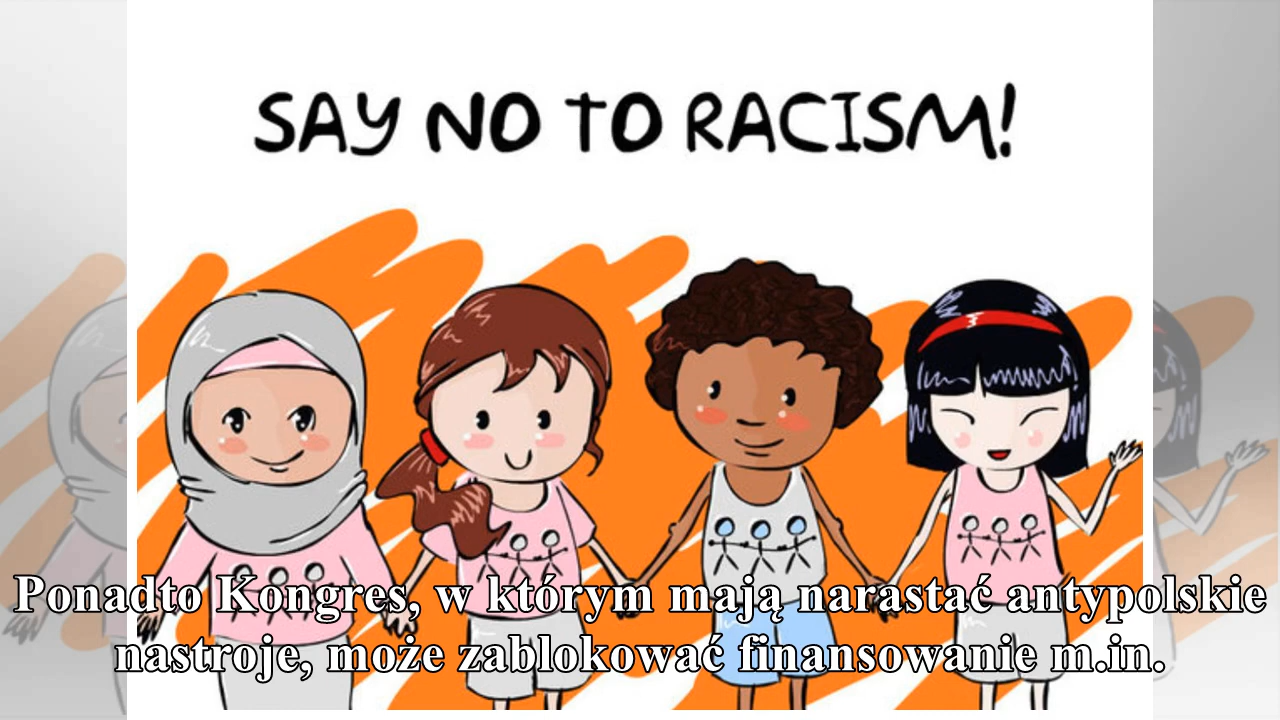 SAY NO TO RACISM!
Ponadto Kongres, w którym mają narastać antypolskie
nastroje, może zablokować finansowanie m.in.